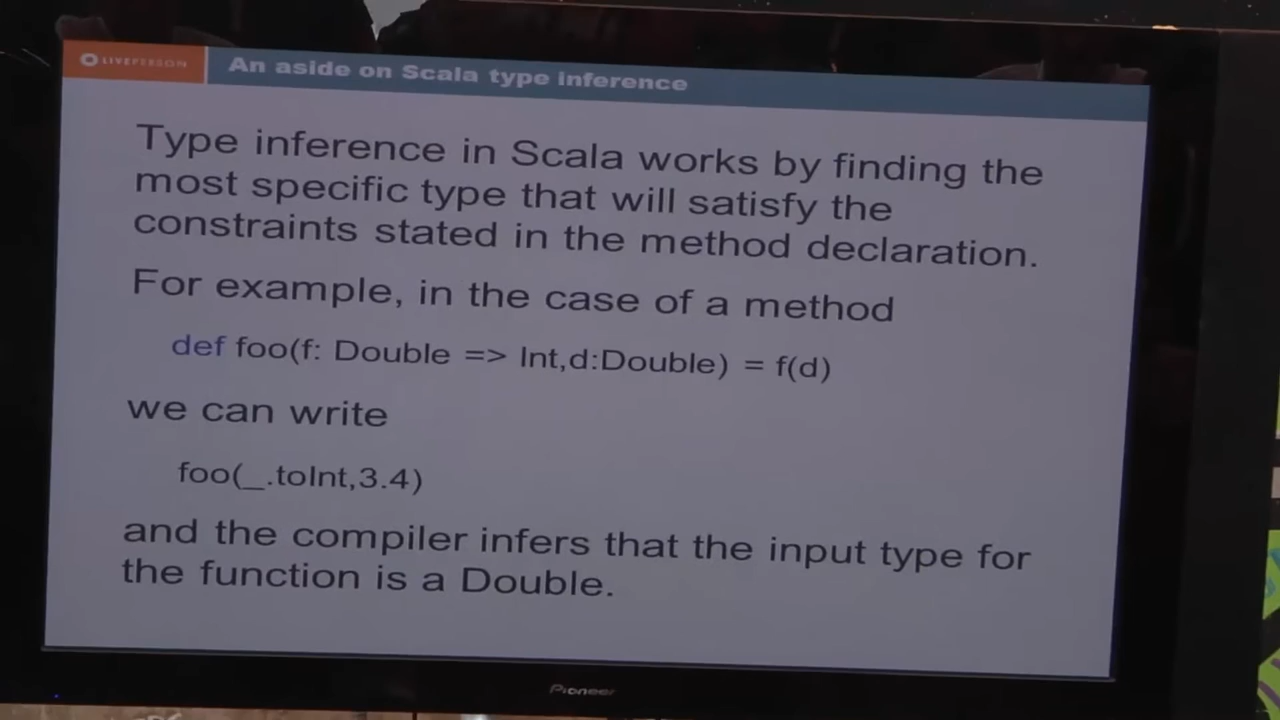 LIVEPERSON
An aside on Scala type inference
Type inference in Scala works by finding the
most specific type that will satisfy the
constraints stated in the method declaration.
For example, in the case of a method
def foo(f: Double => Int,d:Double) = f(d)
we can write
foo(_.toInt,3.4)
and the compiler infers that the input type for
the function is a Double.
Pioneer